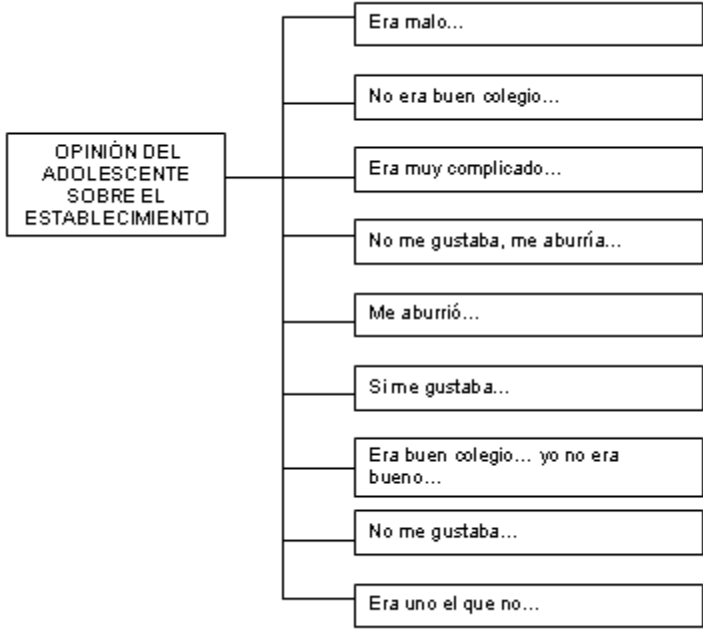 Era malo...
No era buen colegio...
OPINIÓN DEL
ADOLESCENTE
SOBRE EL
ESTABLECIMIENTO
Era muy complicado...
No me gustaba, me aburría...
Me aburrió...
Si me gustaba...
Era buen colegio... yo no era
bueno...
No me gustaba...
Era uno el que no...